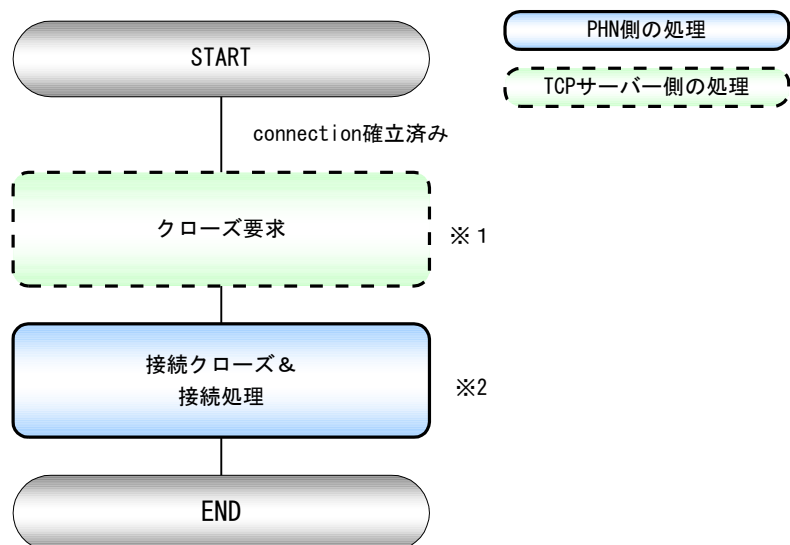 START
PHN側の処理
TCPサーバー側の処理
connection確立済み
クローズ要求
※１
接続クローズ＆
接続処理
※2
END